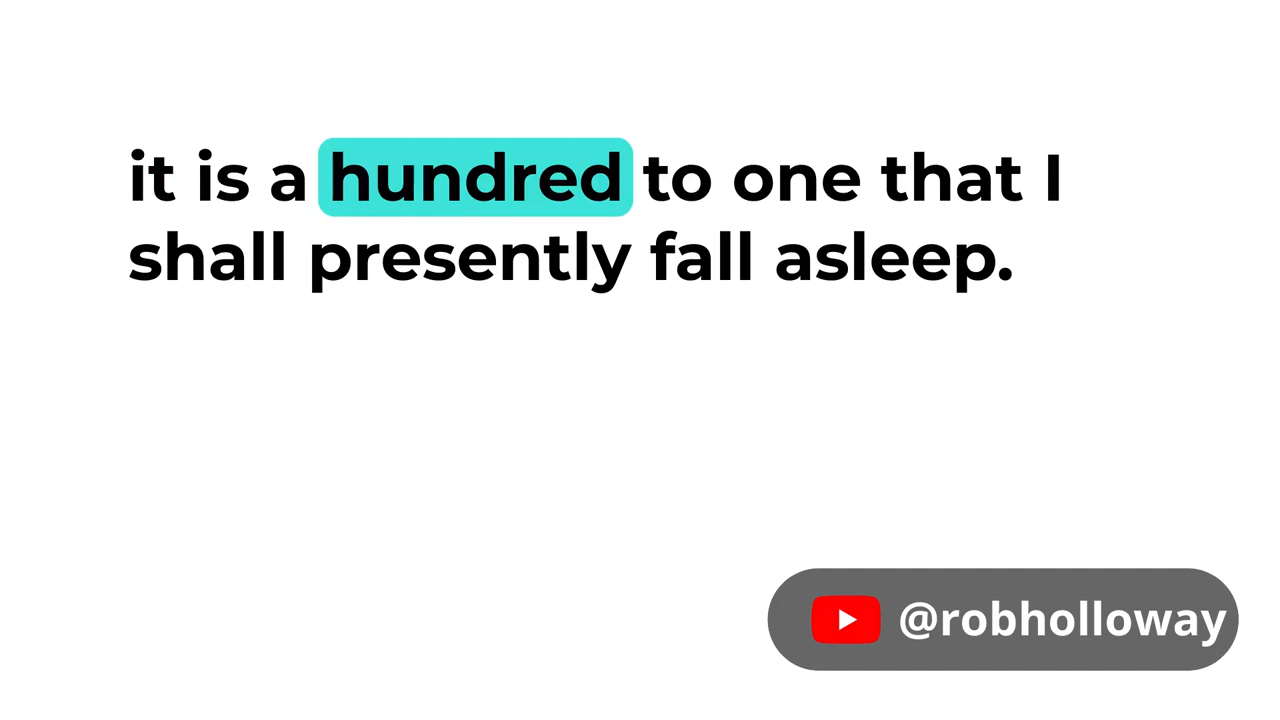 it is a hundred to one that I
shall presently fall asleep.
@robholloway